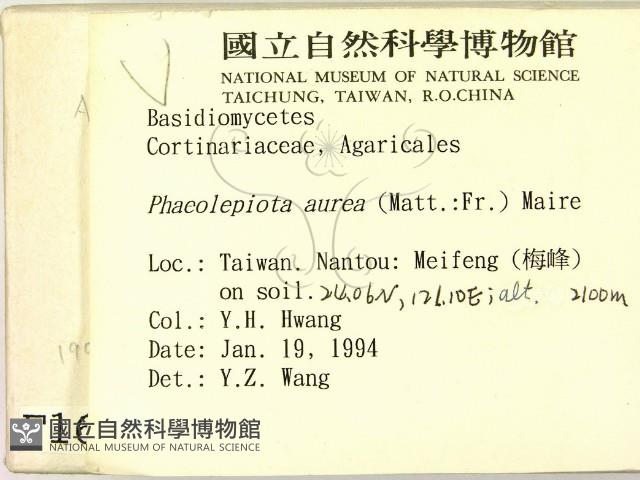 國立自然科學博物館
NATIONAL MUSEUM OF NATURAL SCIENCE
TAICHUNG, TAIWAN, R.O.CHINA
Basidiomycetes
Cortinariaceae, Agaricales
Phaeolepiota aurea (Matt.:Fr.) Maire
Loc.: Taiwan. Nantou: Meifeng (梅峰)
on soil. 24.06N, 121.10E; alt. 2100m
Col.: Y.H. Hwang
Date: Jan. 19, 1994
Det.: Y.Z. Wang
國立自然科學博物館
NATIONAL MUSEUM OF NATURAL SCIENCE